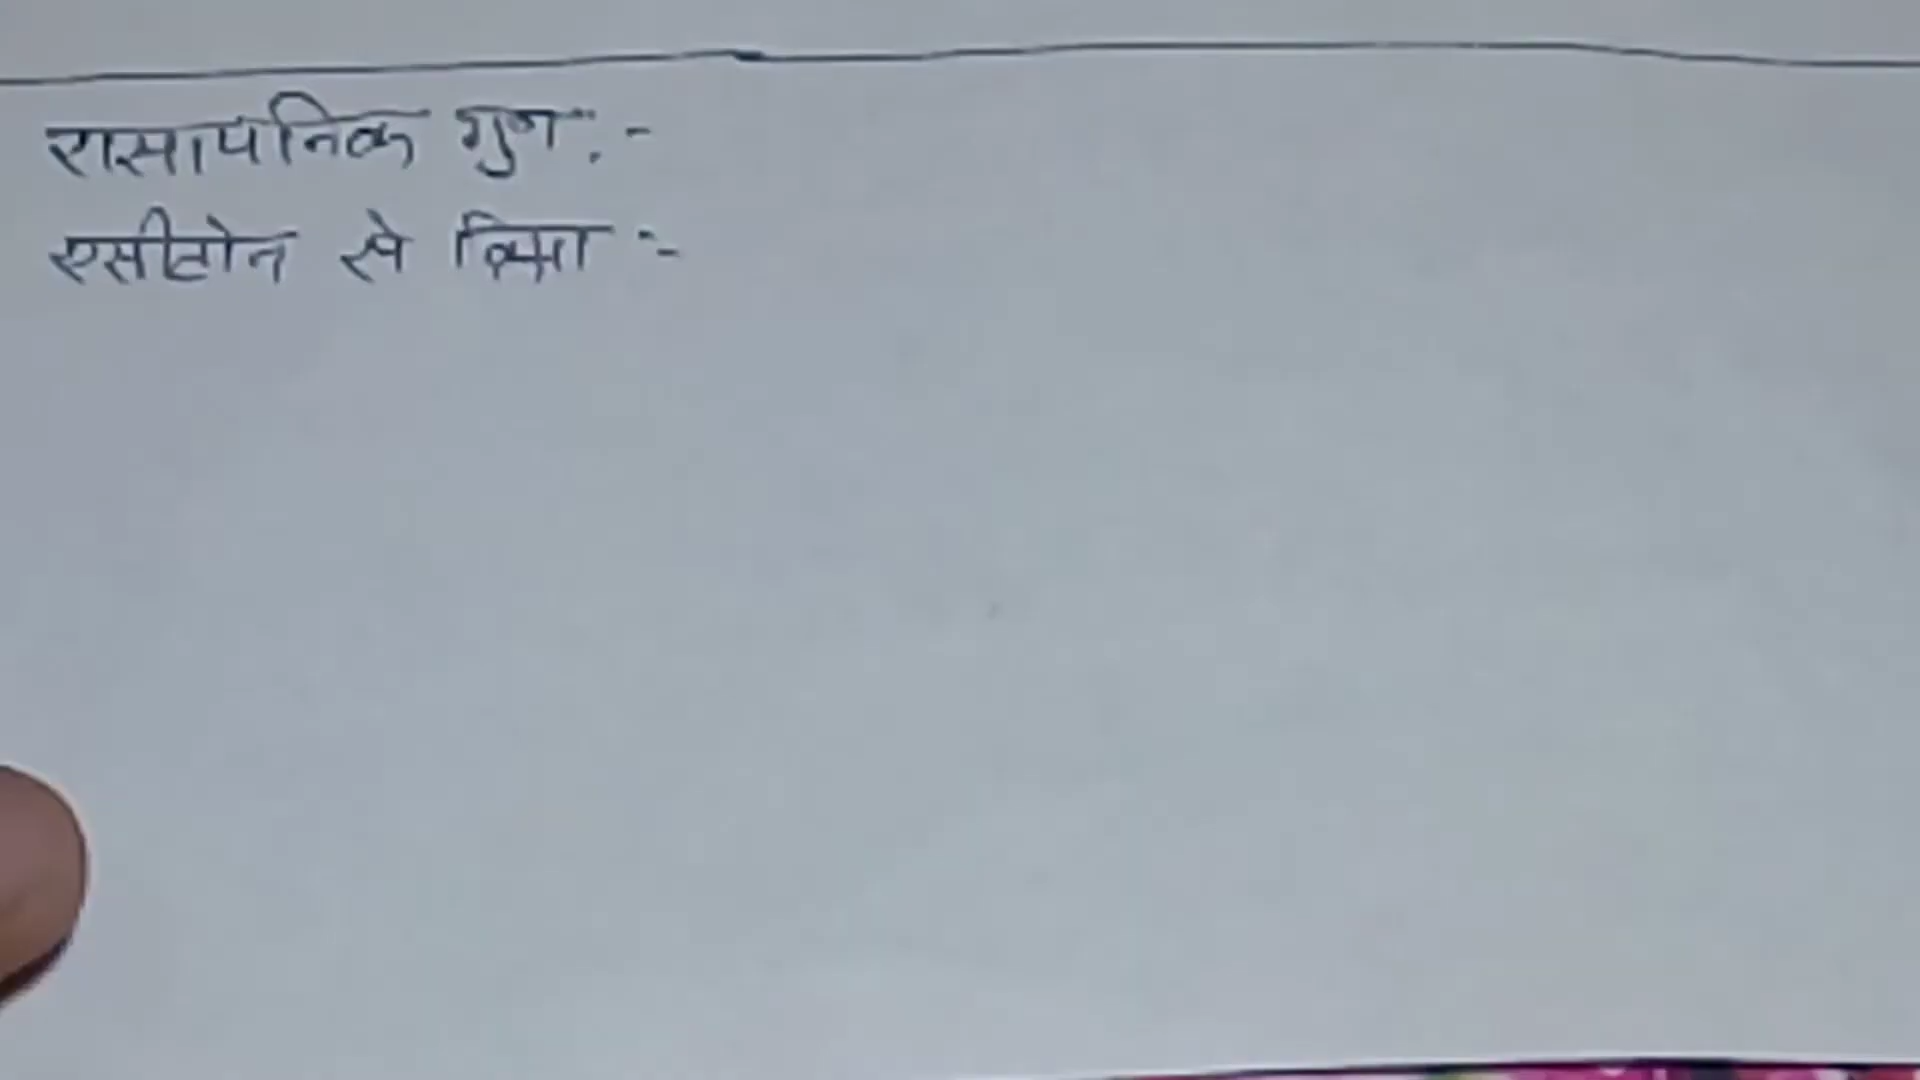 रासायनिक गुण :-
एसीटोन से क्रिया :-